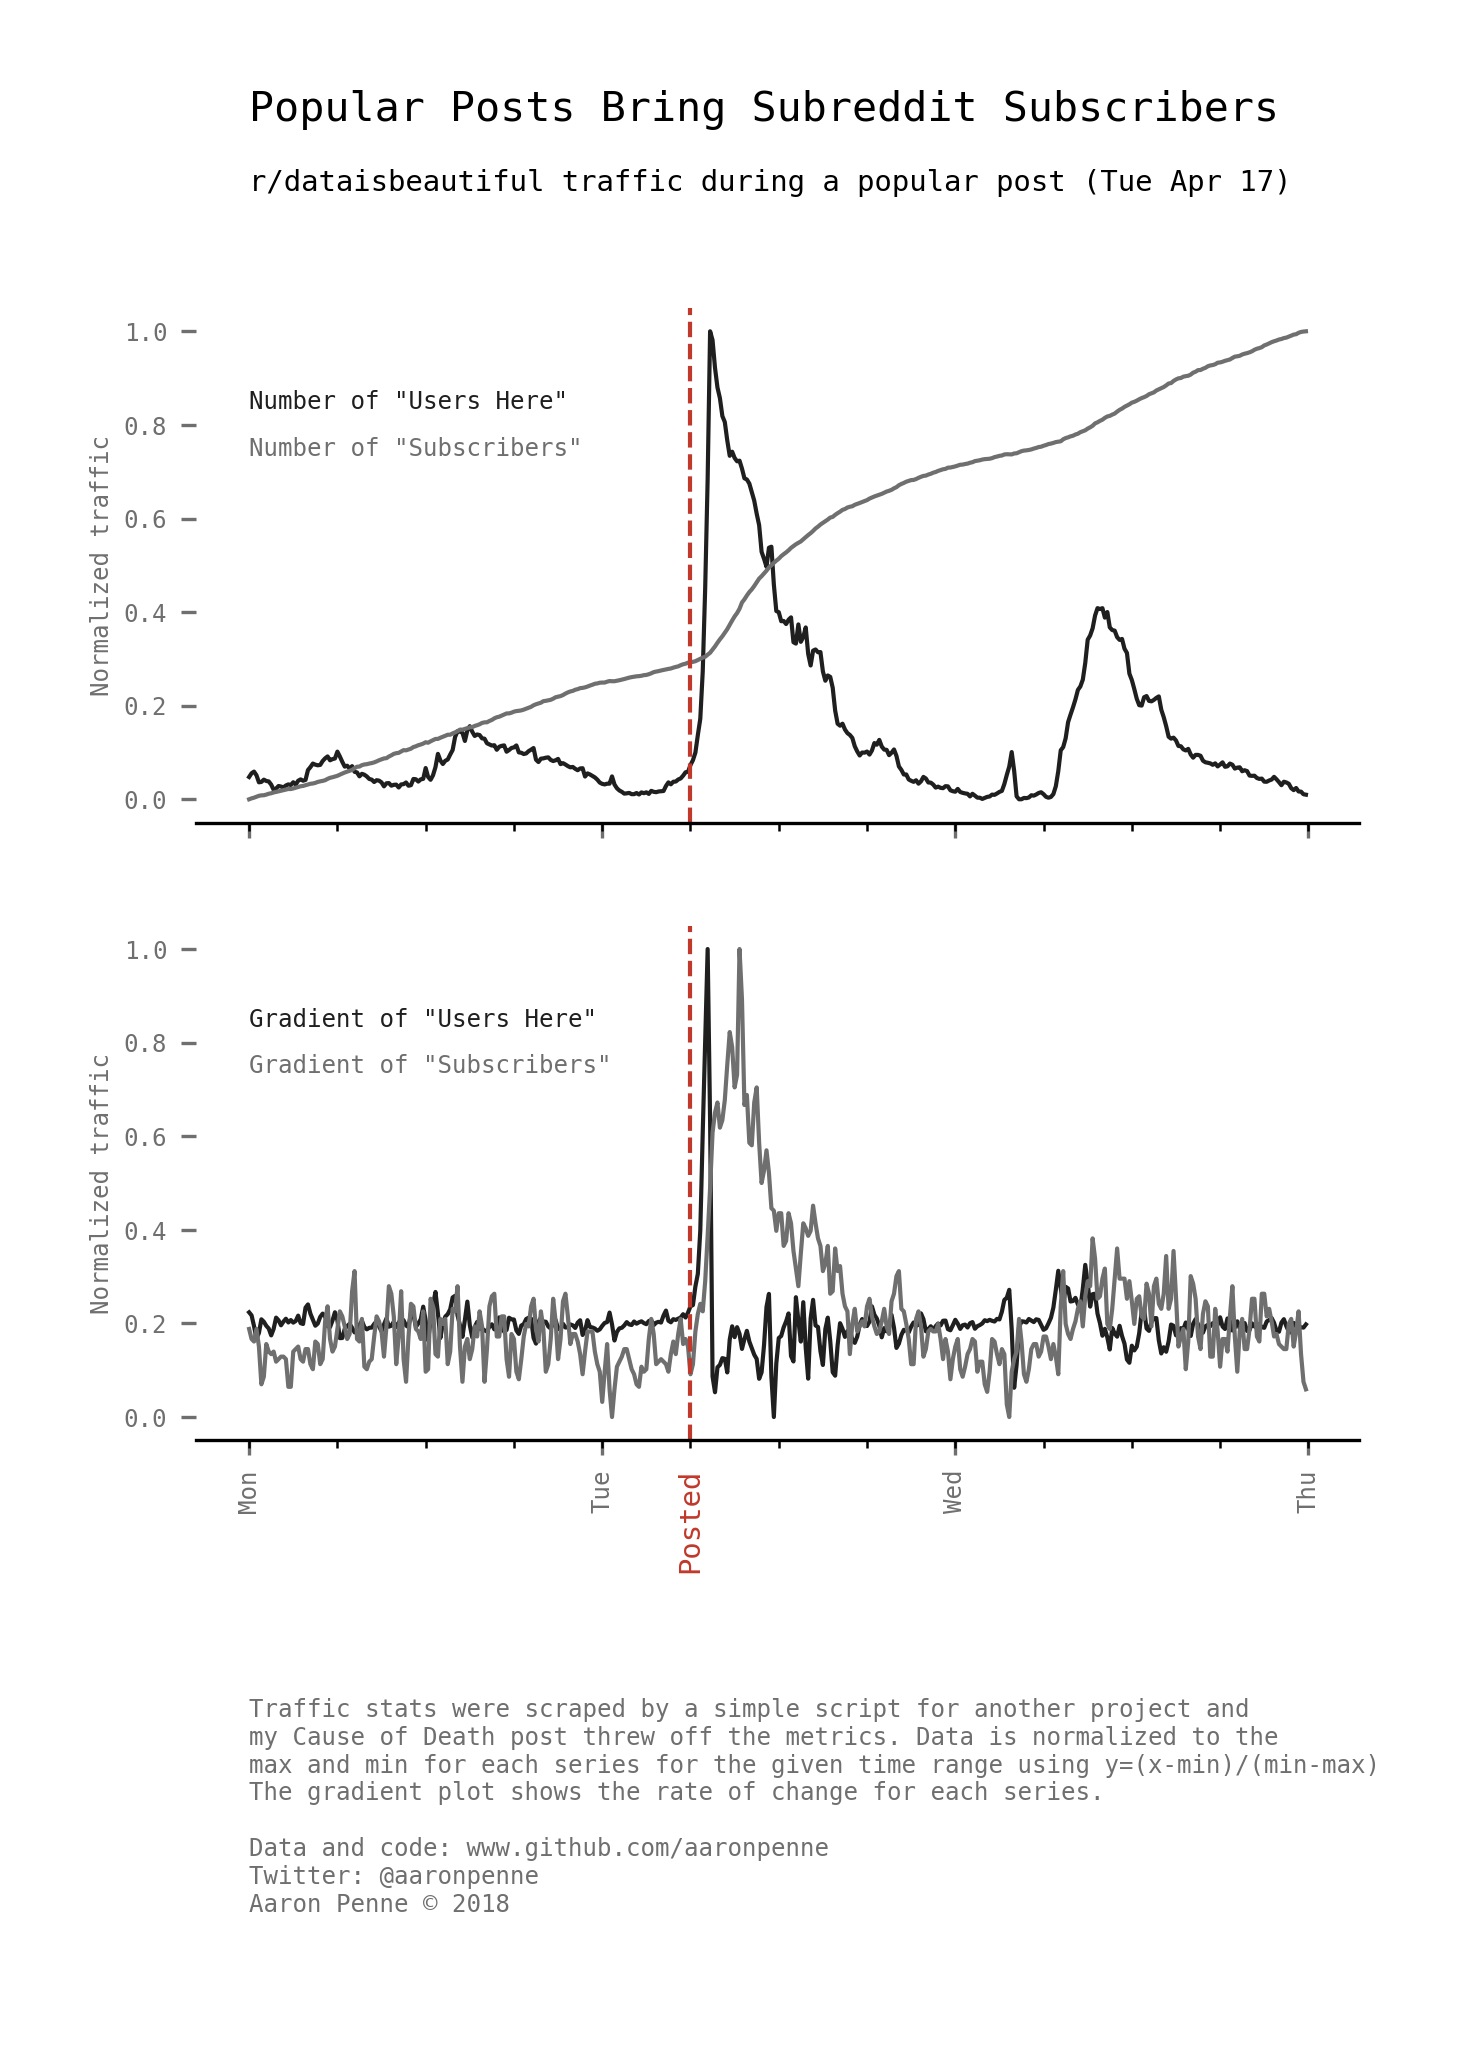 Popular Posts Bring Subreddit Subscribers
r/dataisbeautiful traffic during a popular post (Tue Apr 17)
Normalized traffic
1.0
0.8
0.6
0.4
0.2
0.0
Number of "Users Here"
Number of "Subscribers"
Normalized traffic
1.0
0.8
0.6
0.4
0.2
0.0
Gradient of "Users Here"
Gradient of "Subscribers"
Mon
Tue
Posted
Wed
Thu
Traffic stats were scraped by a simple script for another project and
my Cause of Death post threw off the metrics. Data is normalized to the
max and min for each series for the given time range using y=(x-min)/(min-max)
The gradient plot shows the rate of change for each series.
Data and code: www.github.com/aaronpenne
Twitter: @aaronpenne
Aaron Penne © 2018